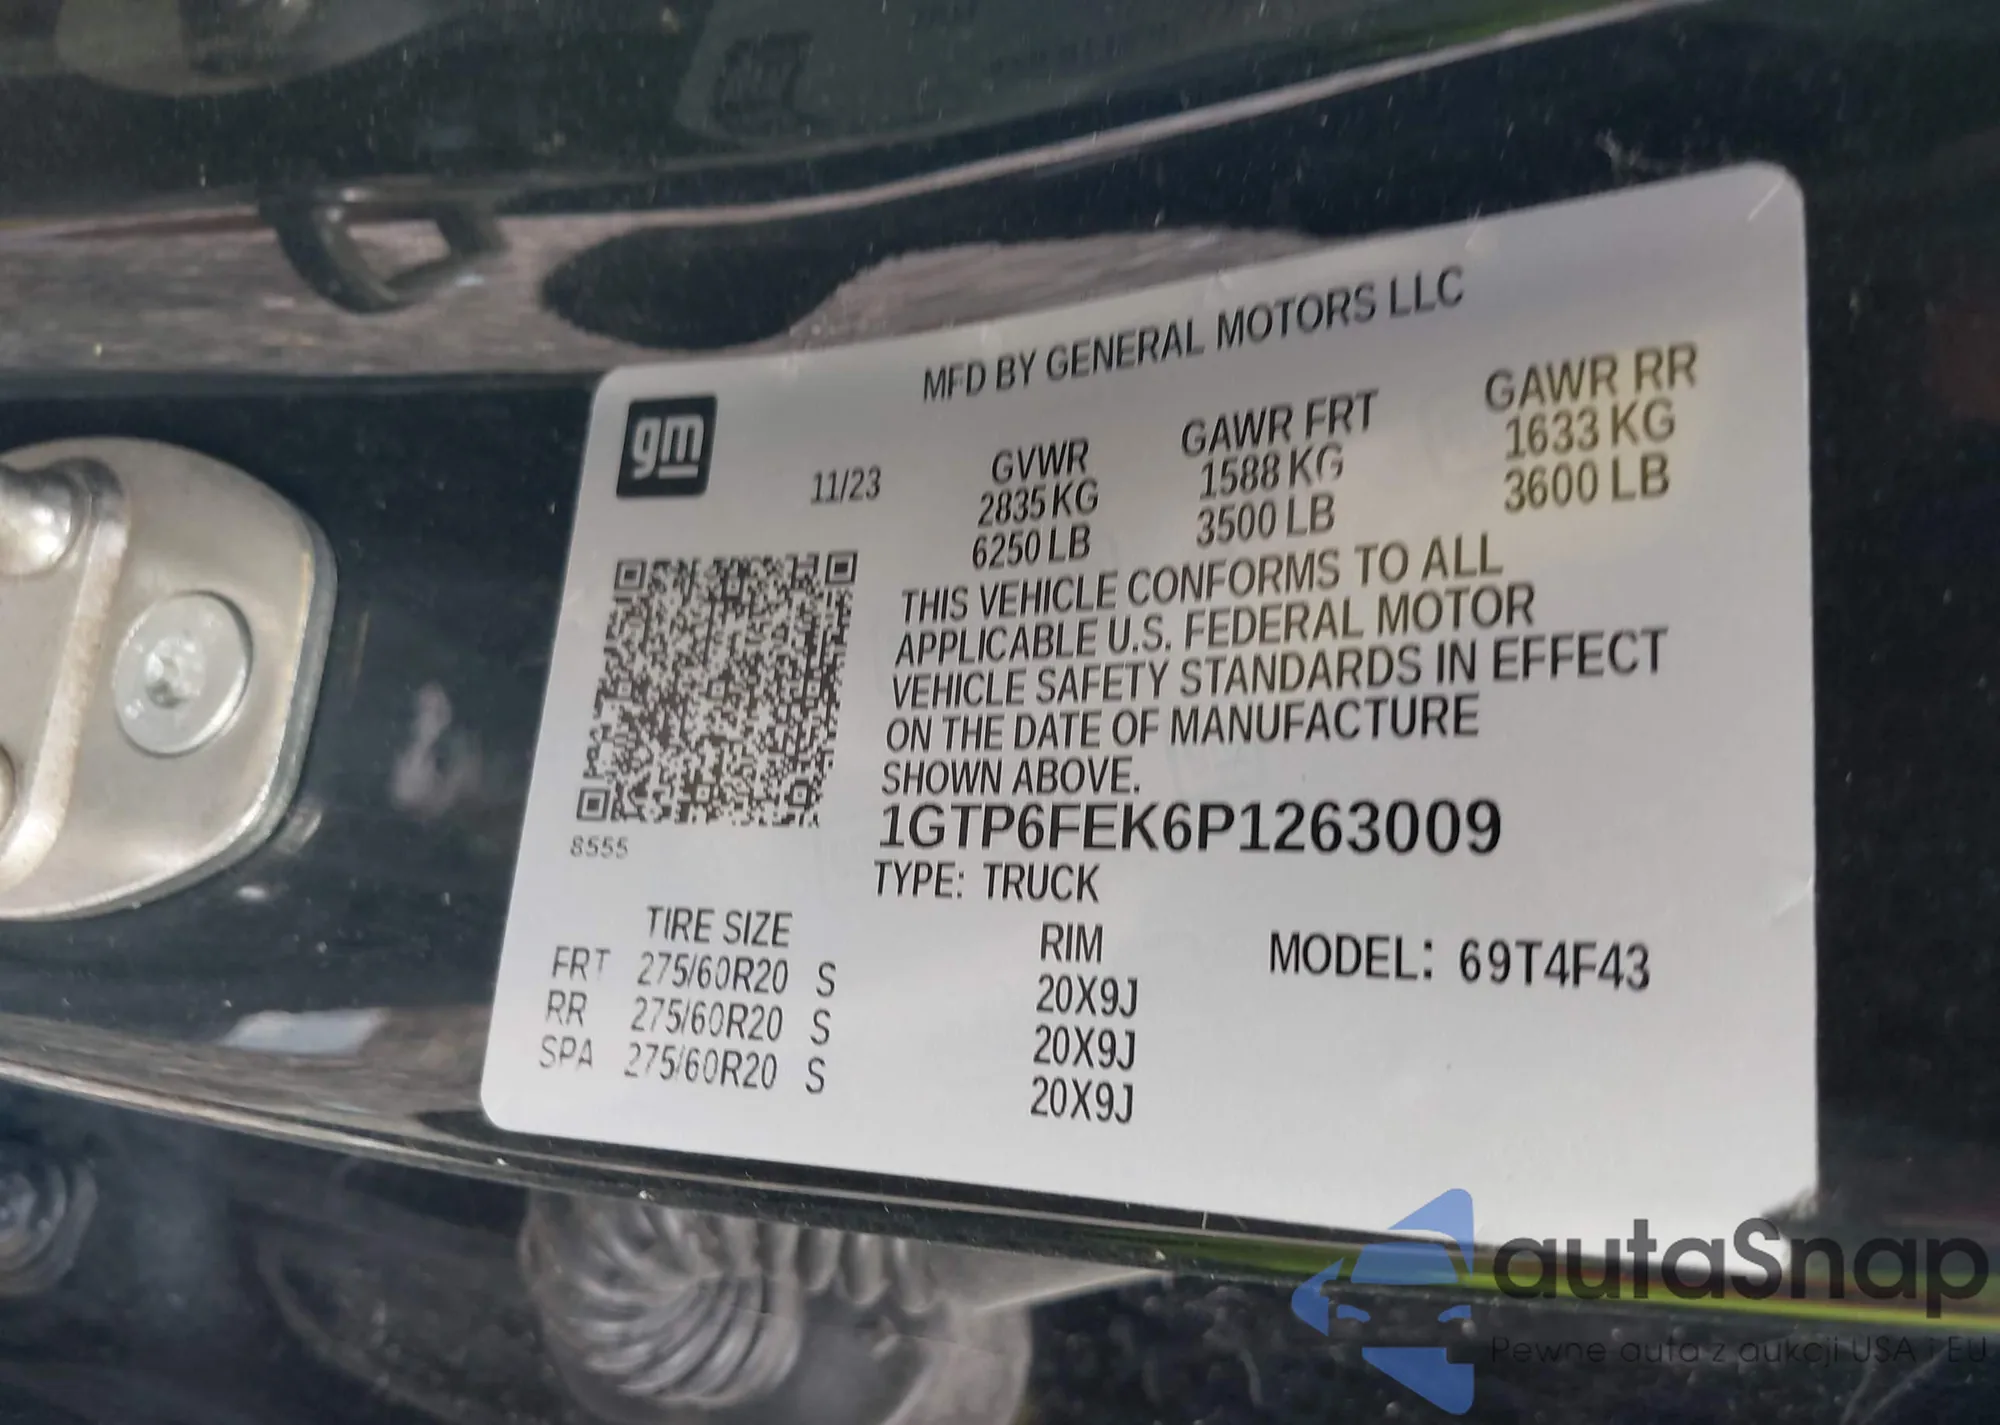 MFD BY GENERAL MOTORS LLC
gm
11/23
GVWR GAWR FRT GAWR RR
2835 KG 1588 KG 1633 KG
6250 LB 3500 LB 3600 LB
THIS VEHICLE CONFORMS TO ALL
APPLICABLE U.S. FEDERAL MOTOR
VEHICLE SAFETY STANDARDS IN EFFECT
ON THE DATE OF MANUFACTURE
SHOWN ABOVE.
1GTP6FEK6P1263009
8555
TYPE: TRUCK
TIRE SIZE RIM MODEL: 69T4F43
FRT 275/60R20 S 20X9J
RR 275/60R20 S 20X9J
SPA 275/60R20 S 20X9J
autaSnap
Pewne auta z aukcji USA i EU